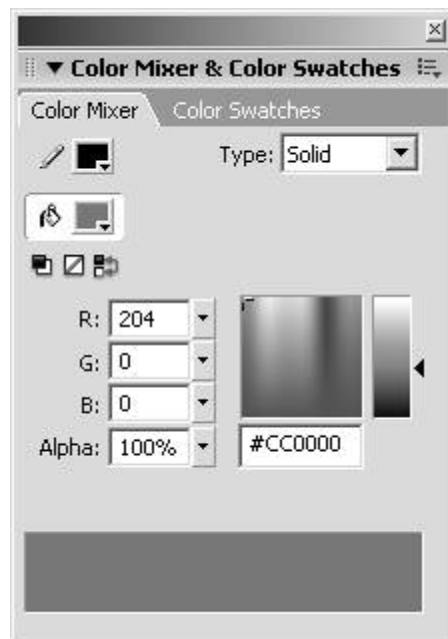 Color Mixer & Color Swatches
Color Mixer Color Swatches
Type: Solid
R: 204
G: 0
B: 0
Alpha: 100% #CC0000